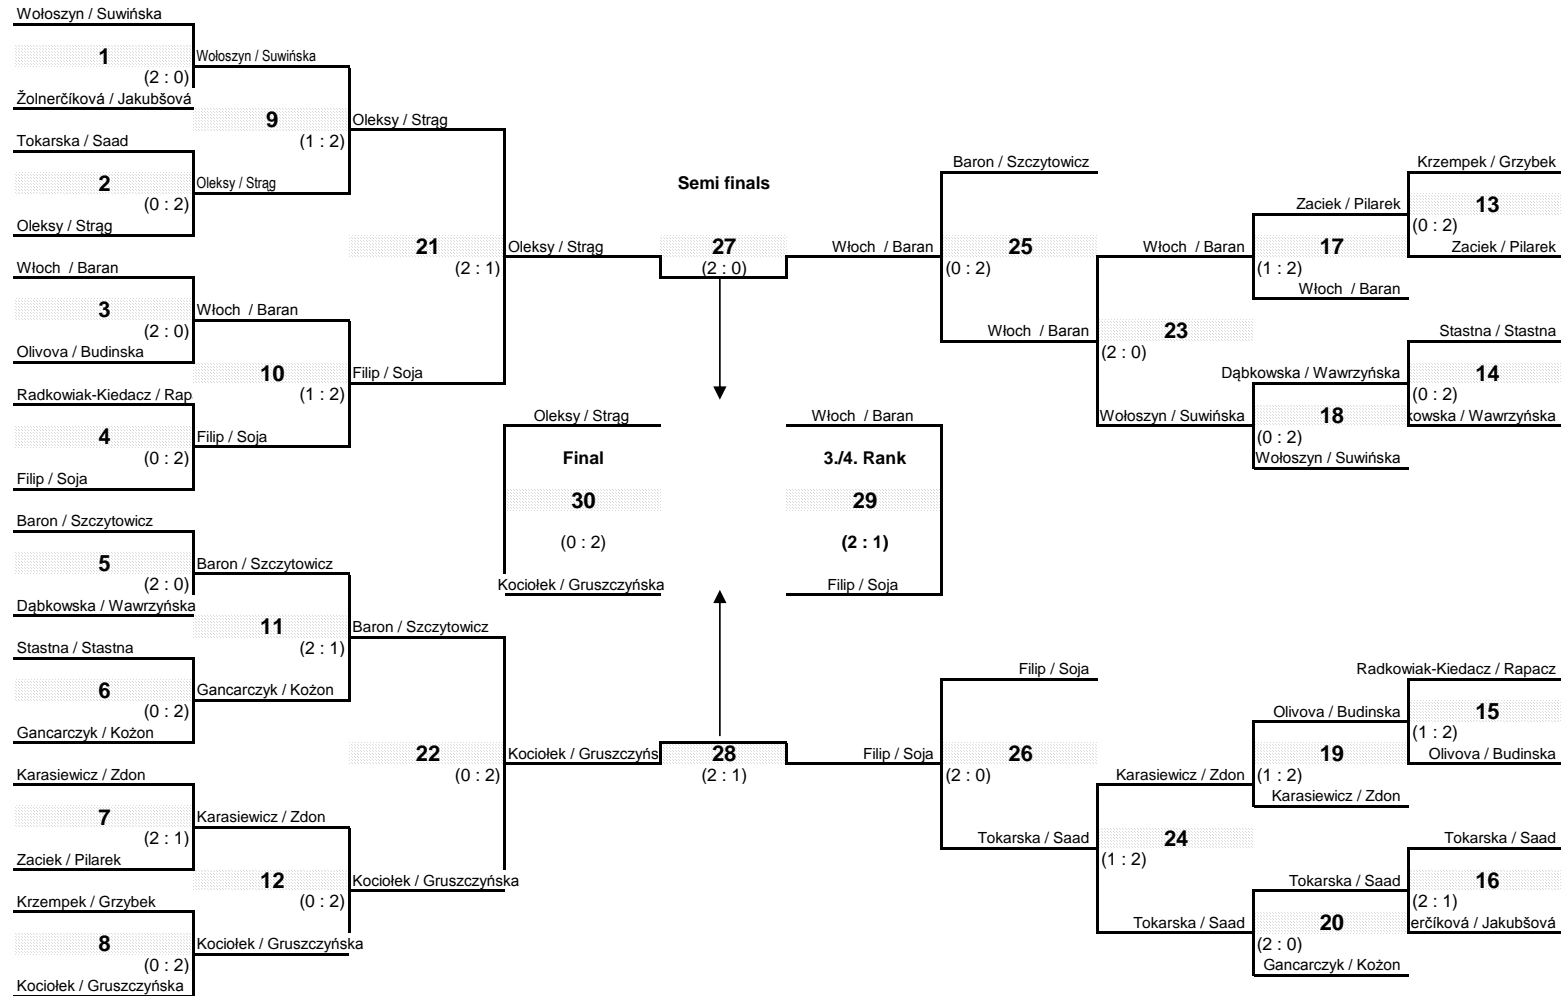 Wołoszyn / Suwińska
1
Wołoszyn / Suwińska
(2 : 0)
Žolnerčíková / Jakubšová
9
Oleksy / Strąg
(1 : 2)
Tokarska / Saad
Baron / Szczytowicz
Krzempek / Grzybek
2
Oleksy / Strąg
Semi finals
(0 : 2)
Zaciek / Pilarek
13
Oleksy / Strąg
(0 : 2)
21
Oleksy / Strąg
27
Włoch / Baran
25
Włoch / Baran
17
Zaciek / Pilarek
(2 : 1)
(2 : 0)
(0 : 2)
(1 : 2)
Włoch / Baran
Włoch / Baran
3
Włoch / Baran
(2 : 0)
Włoch / Baran
23
Stastna / Stastna
Olivova / Budinska
(2 : 0)
10
Filip / Soja
Dąbkowska / Wawrzyńska
14
(1 : 2)
(0 : 2)
Radkowiak-Kiedacz / Rap
Oleksy / Strąg
Włoch / Baran
Wołoszyn / Suwińska
18
kowska / Wawrzyńska
4
Filip / Soja
(0 : 2)
(0 : 2)
Final
3./4. Rank
Wołoszyn / Suwińska
Filip / Soja
30
29
Baron / Szczytowicz
(0 : 2)
(2 : 1)
5
Baron / Szczytowicz
(2 : 0)
Kociołek / Gruszczyńska
Filip / Soja
Dąbkowska / Wawrzyńska
11
Baron / Szczytowicz
(2 : 1)
Stastna / Stastna
Filip / Soja
Radkowiak-Kiedacz / Rapacz
6
Gancarczyk / Kożon
(0 : 2)
Olivova / Budinska
15
Gancarczyk / Kożon
(1 : 2)
22
Kociołek / Gruszczyńs
28
Filip / Soja
26
19
Olivova / Budinska
(0 : 2)
(2 : 1)
(2 : 0)
Karasiewicz / Zdon
(1 : 2)
Karasiewicz / Zdon
Karasiewicz / Zdon
7
Karasiewicz / Zdon
(2 : 1)
Tokarska / Saad
24
Tokarska / Saad
Zaciek / Pilarek
(1 : 2)
12
Kociołek / Gruszczyńska
Tokarska / Saad
16
(0 : 2)
(2 : 1)
Krzempek / Grzybek
Tokarska / Saad
20
erčíková / Jakubšová
8
Kociołek / Gruszczyńska
(0 : 2)
(2 : 0)
Gancarczyk / Kożon
Kociołek / Gruszczyńska